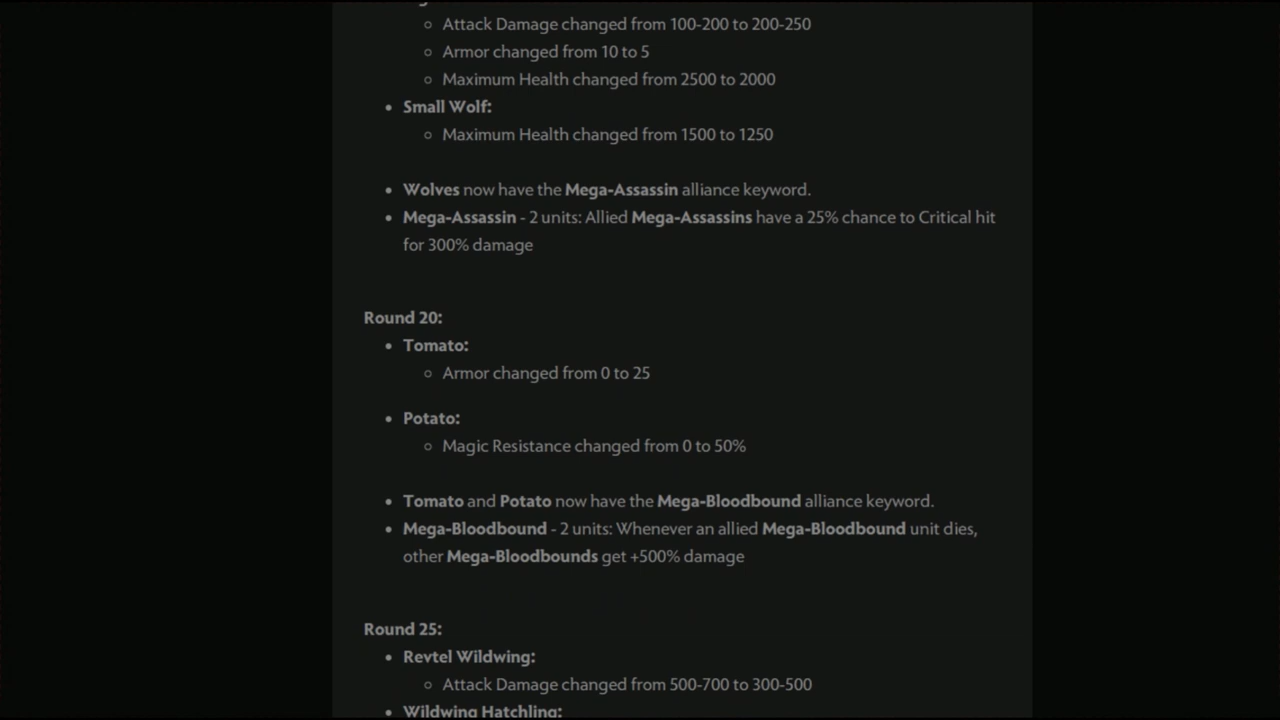 Attack Damage changed from 100-200 to 200-250
Armor changed from 10 to 5
Maximum Health changed from 2500 to 2000
Small Wolf:
Maximum Health changed from 1500 to 1250
Wolves now have the Mega-Assassin alliance keyword.
Mega-Assassin - 2 units: Allied Mega-Assassins have a 25% chance to Critical hit
for 300% damage
Round 20:
Tomato:
Armor changed from 0 to 25
Potato:
Magic Resistance changed from 0 to 50%
Tomato and Potato now have the Mega-Bloodbound alliance keyword.
Mega-Bloodbound - 2 units: Whenever an allied Mega-Bloodbound unit dies,
other Mega-Bloodbounds get +500% damage
Round 25:
Revtel Wildwing:
Attack Damage changed from 500-700 to 300-500
Wildwing Hatchling: